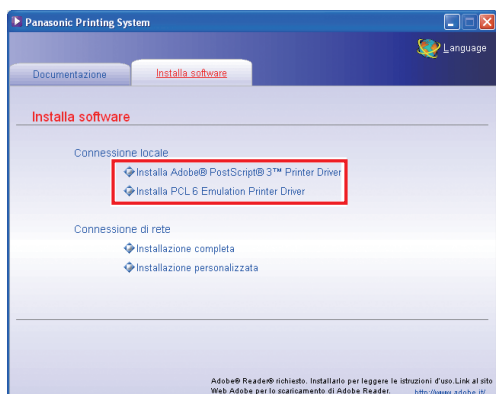 Panasonic Printing System
Language
Documentazione
Installa software
Installa software
Connessione locale
Installa Adobe® PostScript® 3™ Printer Driver
Installa PCL 6 Emulation Printer Driver
Connessione di rete
Installazione completa
Installazione personalizzata
Adobe® Reader® richiesto. Installarlo per leggere le istruzioni d'uso.Link al sito
Web Adobe per lo scaricamento di Adobe Reader. http://www.adobe.it/